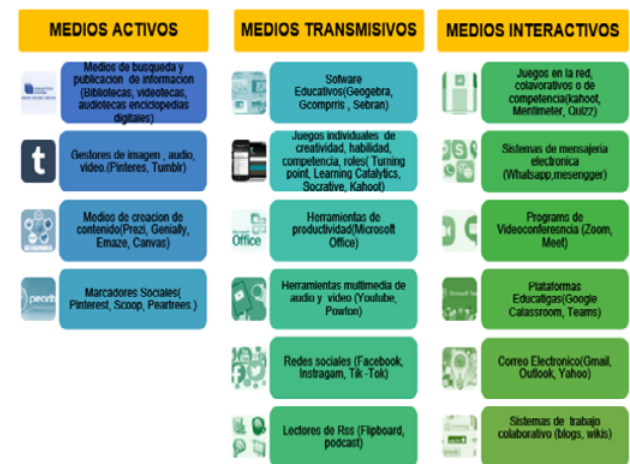 MEDIOS ACTIVOS
Medios de busqueda y
publicacion de informacion
(Bibliotecas, videotecas,
audiotecas enciclopedias
digitales)
t
Gestores de imagen , audio,
video.(Pinteres, Tumblr)
Medios de creacion de
contenido(Prezi, Genially,
Emaze, Canvas)
pearltr
Marcadores Sociales(
Pinterest, Scoop, Peartrees.)
MEDIOS TRANSMISIVOS
Sofware
Educativos(Geogebra,
Gcomprris , Sebran)
Juegos individuales de
creatividad, habilidad,
competencia, roles( Turning
point, Learning Catalytics,
Socrative, Kahoot)
Office
Herramientas de
productividad(Microsoft
Office)
Herramientas multimedia de
audio y video (Youtube,
Powton)
Redes sociales (Facebook,
Instragam, Tik -Tok)
Lectores de Rss (Flipboard,
podcast)
MEDIOS INTERACTIVOS
Juegos en la red,
colavorativos o de
competencia(kahoot,
Mentimeter, Quizz)
Sistemas de mensajeria
electronica
(Whatsapp,mesengger)
Programs de
Videoconferesncia (Zoom,
Meet)
Plataformas
Educatigas(Google
Calassroom, Teams)
Correo Electronico(Gmail,
Outlook, Yahoo)
Sistemas de trabajo
colaborativo (blogs, wikis)